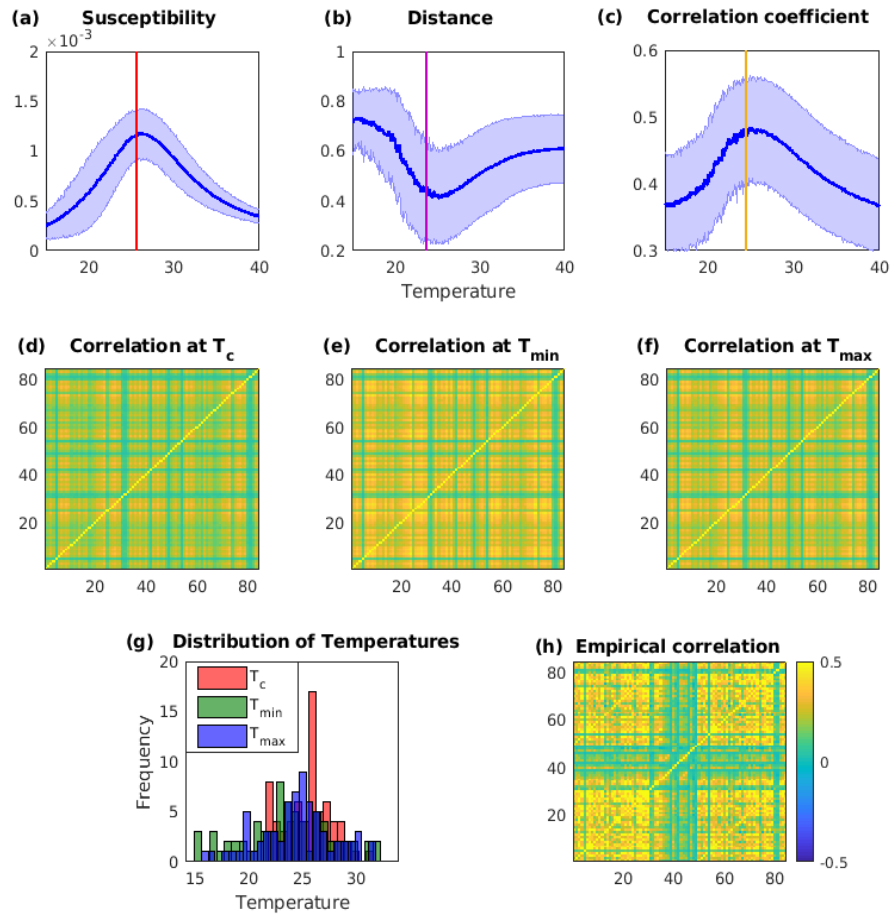 (a) Susceptibility
(b) Distance
(c) Correlation coefficient
×10^-3
2
1.5
1
0.5
0
20 30 40
1
0.8
0.6
0.4
0.2
20 30 40
Temperature
0.6
0.5
0.4
0.3
20 30 40
(d) Correlation at T_c
80
60
40
20
20 40 60 80
(e) Correlation at T_min
80
60
40
20
20 40 60 80
(f) Correlation at T_max
80
60
40
20
20 40 60 80
(g) Distribution of Temperatures
Frequency
20
15
10
5
0
T_c
T_min
T_max
15 20 25 30
Temperature
(h) Empirical correlation
80
60
40
20
20 40 60 80
0.5
0
-0.5